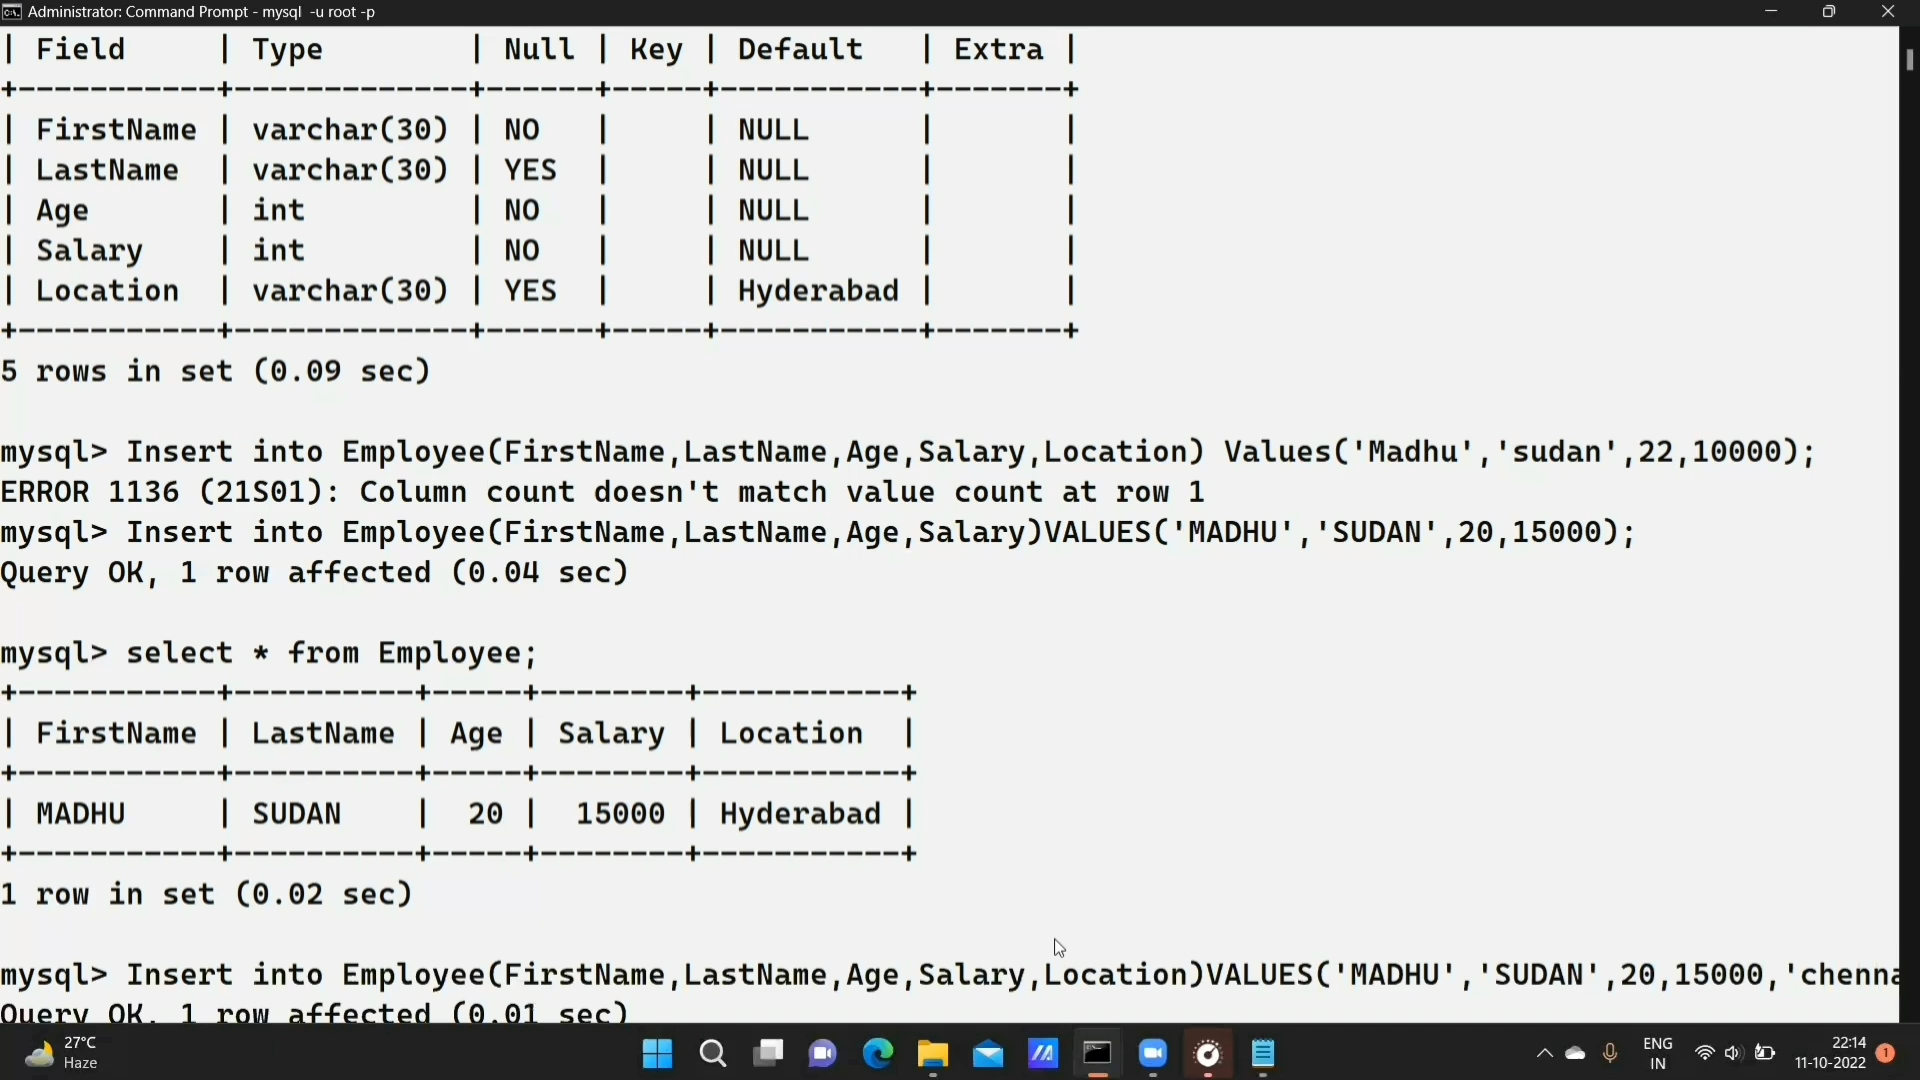 Administrator: Command Prompt - mysql -u root -p
| Field     | Type        | Null | Key | Default   | Extra |
+-----------+-------------+------+-----+-----------+-------+
| FirstName | varchar(30) | NO   |     | NULL      |       |
| LastName  | varchar(30) | YES  |     | NULL      |       |
| Age       | int         | NO   |     | NULL      |       |
| Salary    | int         | NO   |     | NULL      |       |
| Location  | varchar(30) | YES  |     | Hyderabad |       |
+-----------+-------------+------+-----+-----------+-------+
5 rows in set (0.09 sec)
mysql> Insert into Employee(FirstName,LastName,Age,Salary,Location) Values('Madhu','sudan',22,10000);
ERROR 1136 (21S01): Column count doesn't match value count at row 1
mysql> Insert into Employee(FirstName,LastName,Age,Salary)VALUES('MADHU','SUDAN',20,15000);
Query OK, 1 row affected (0.04 sec)
mysql> select * from Employee;
+-----------+----------+-----+--------+-----------+
| FirstName | LastName | Age | Salary | Location  |
+-----------+----------+-----+--------+-----------+
| MADHU     | SUDAN    |  20 |  15000 | Hyderabad |
+-----------+----------+-----+--------+-----------+
1 row in set (0.02 sec)
mysql> Insert into Employee(FirstName,LastName,Age,Salary,Location)VALUES('MADHU','SUDAN',20,15000,'chenna
Query OK, 1 row affected (0.01 sec)
27°C
Haze
ENG
IN
22:14
11-10-2022
1